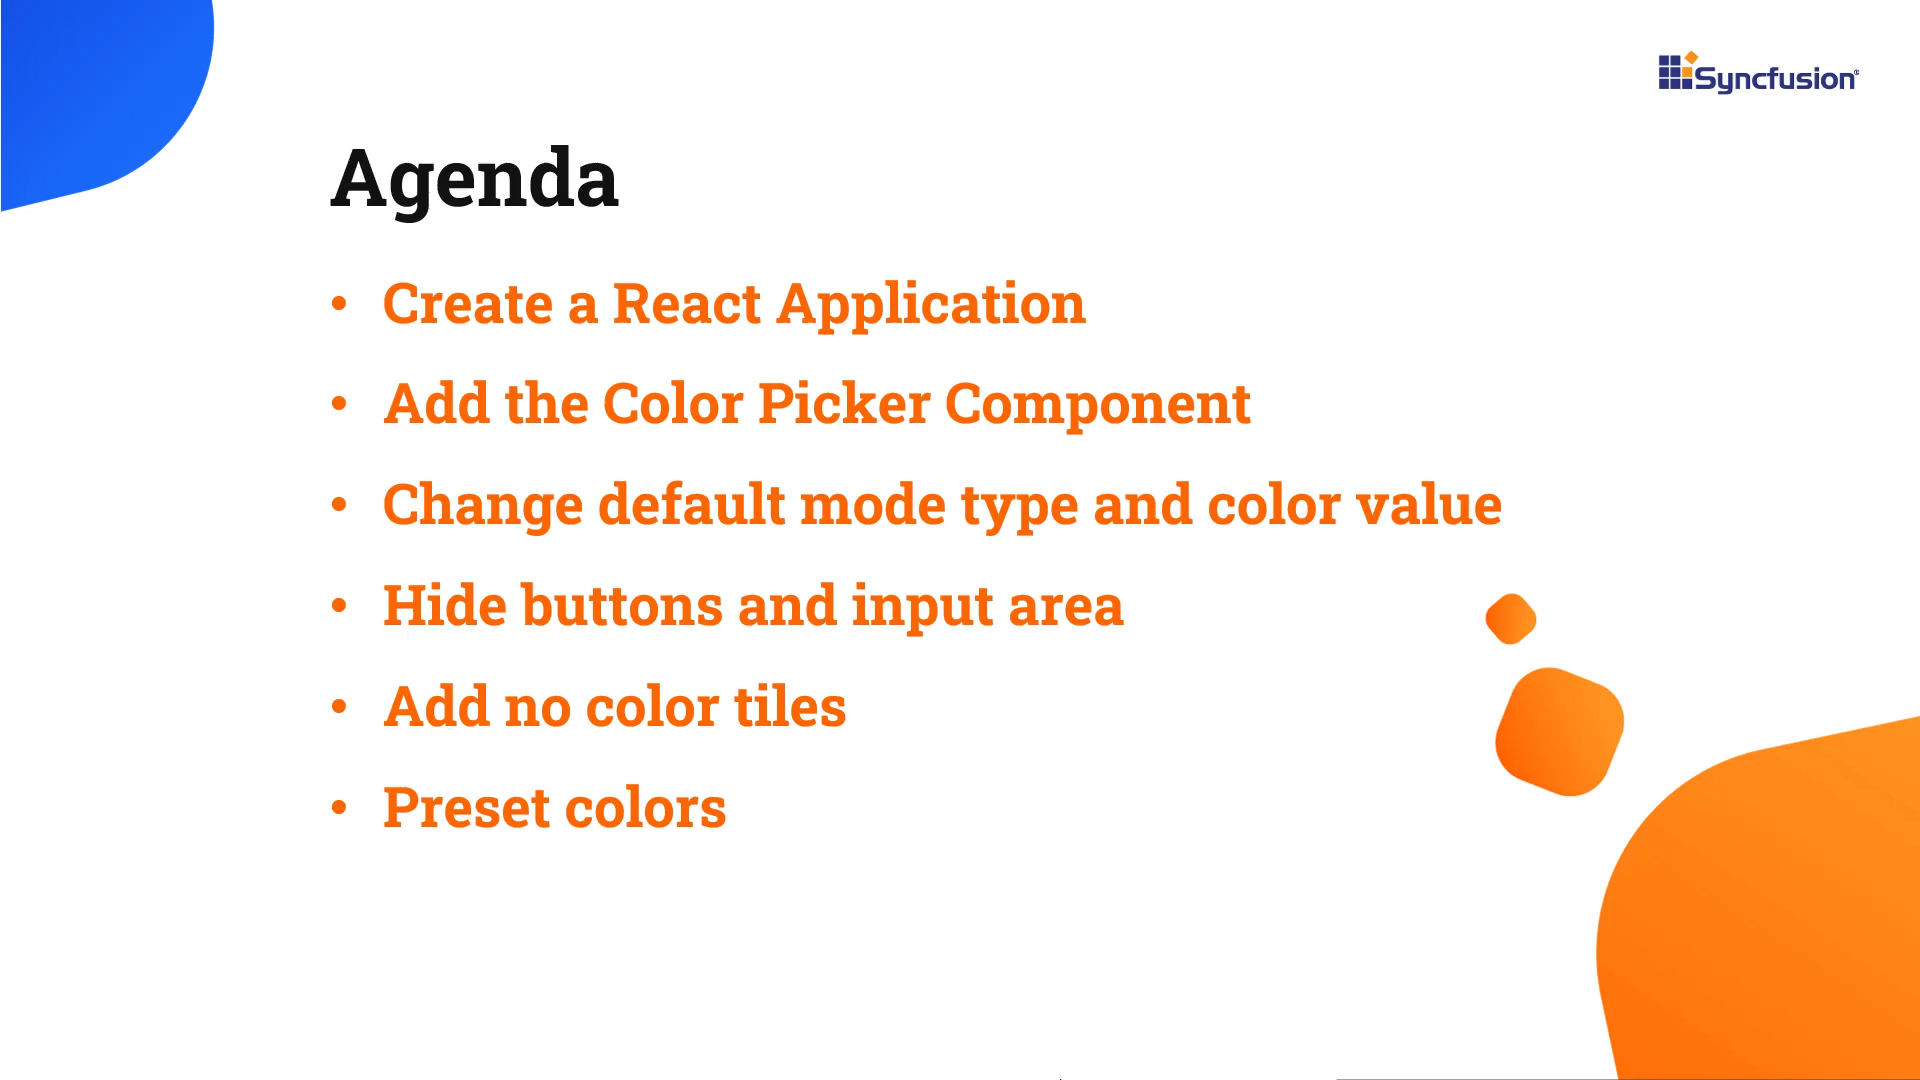 Syncfusion®
Agenda
• Create a React Application
• Add the Color Picker Component
• Change default mode type and color value
• Hide buttons and input area
• Add no color tiles
• Preset colors